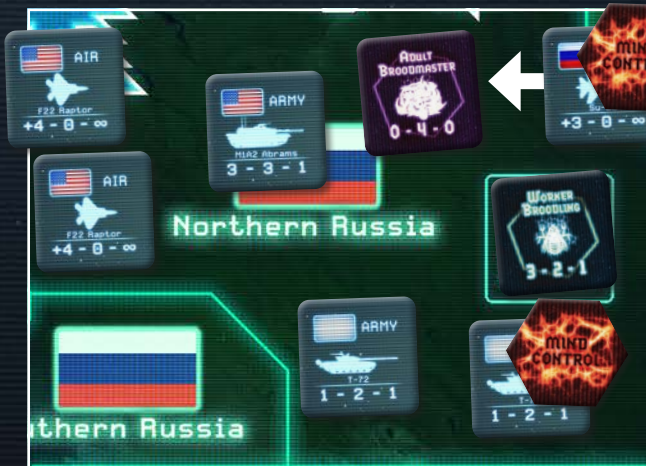 AIR
F22 Raptor
+4 - 0 - ∞
ARMY
M1A2 Abrams
3 - 3 - 1
ADULT
BROODMASTER
0 - 4 - 0
MIND
+3 - 0 - ∞
AIR
F22 Raptor
+4 - 0 - ∞
Northern Russia
WORKER
BROODLING
3 - 2 - 1
ARMY
T-72
1 - 2 - 1
MIND
CONTROL
1 - 2 - 1
Russia